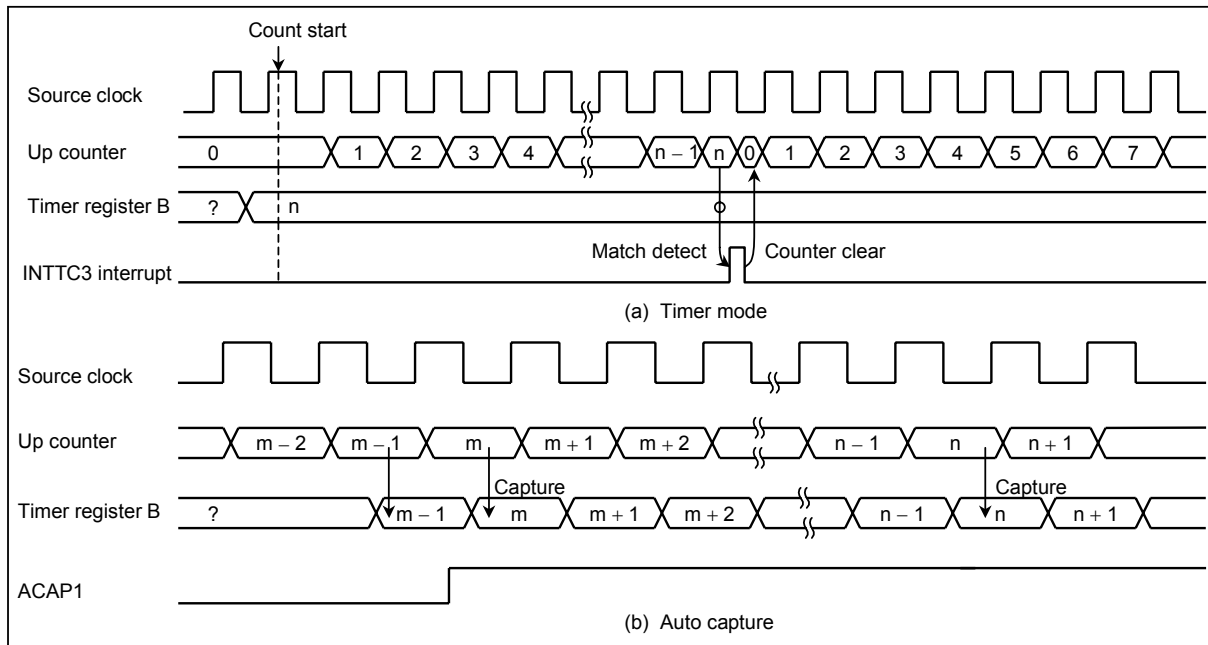 Count start
Source clock
Up counter 0 1 2 3 4 n – 1 n 0 1 2 3 4 5 6 7
Timer register B ? n
Match detect Counter clear
INTTC3 interrupt
(a) Timer mode
Source clock
Up counter m – 2 m – 1 m m + 1 m + 2 n – 1 n n + 1
Capture Capture
Timer register B ? m – 1 m m + 1 m + 2 n – 1 n n + 1
ACAP1
(b) Auto capture